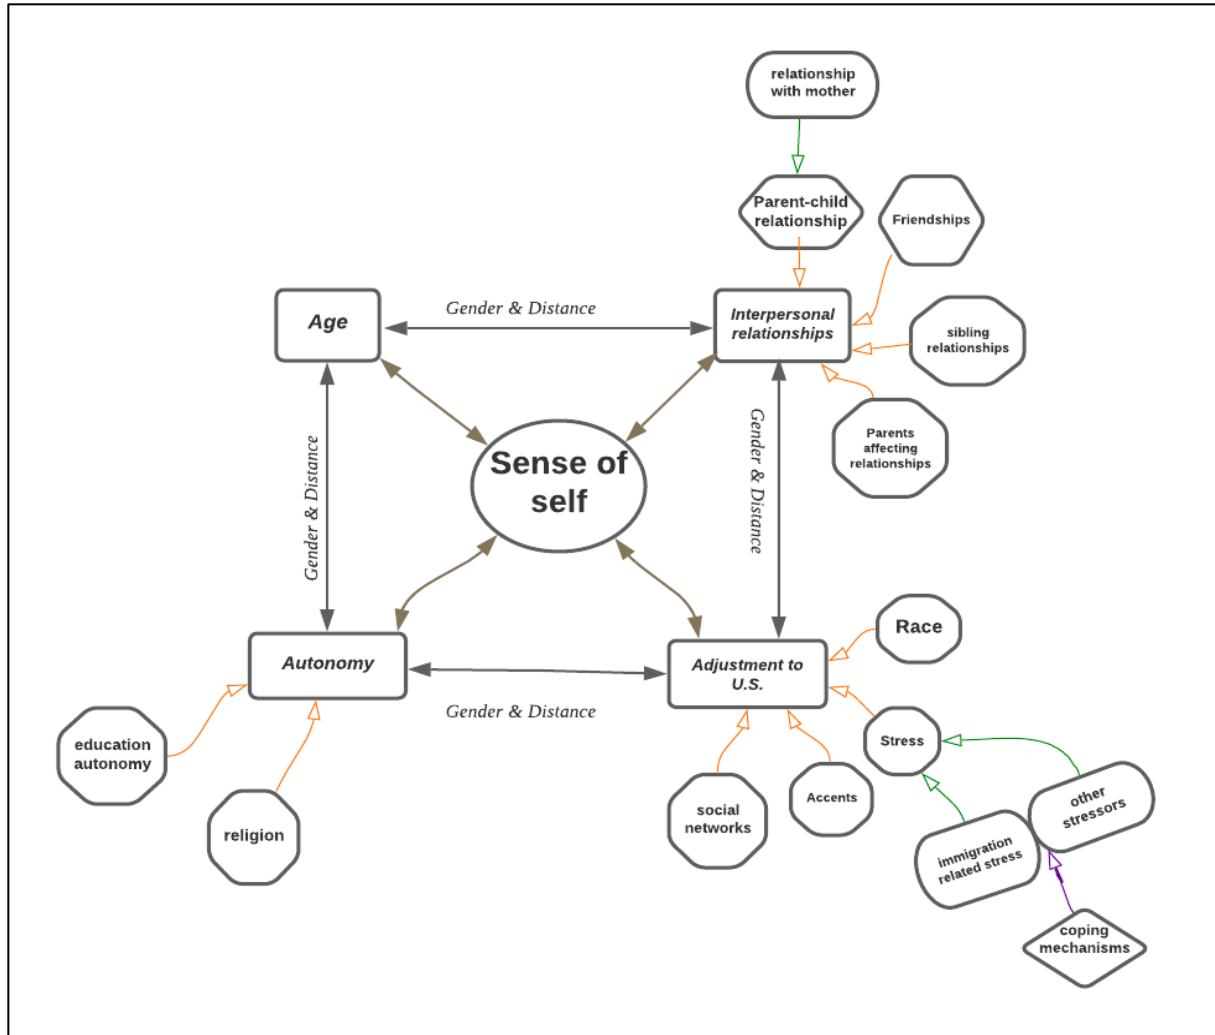 relationship
with mother
Parent-child
relationship
Friendships
Gender & Distance
Age
Interpersonal
relationships
sibling
relationships
Parents
affecting
relationships
Gender & Distance
Gender & Distance
Sense of
self
Race
Autonomy
Adjustment to
U.S.
Gender & Distance
education
autonomy
Stress
religion
social
networks
Accents
other
stressors
immigration
related stress
coping
mechanisms